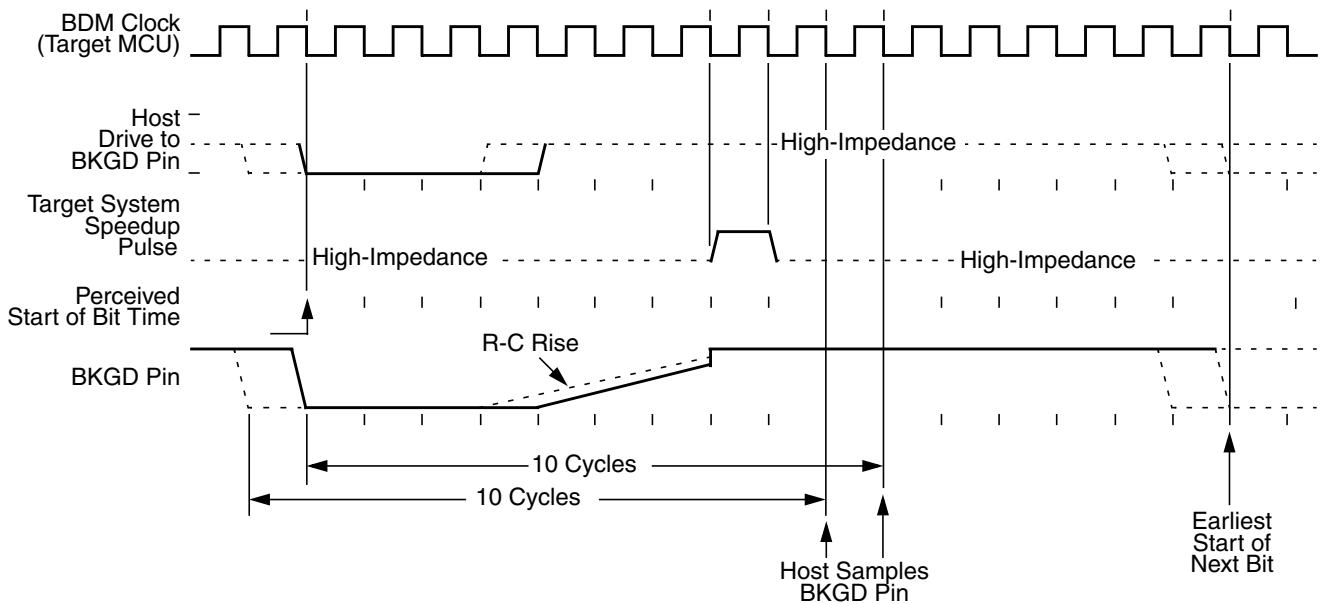 BDM Clock
(Target MCU)
Host
Drive to
BKGD Pin
High-Impedance
Target System
Speedup
Pulse
High-Impedance
High-Impedance
Perceived
Start of Bit Time
R-C Rise
BKGD Pin
10 Cycles
10 Cycles
Earliest
Start of
Next Bit
Host Samples
BKGD Pin